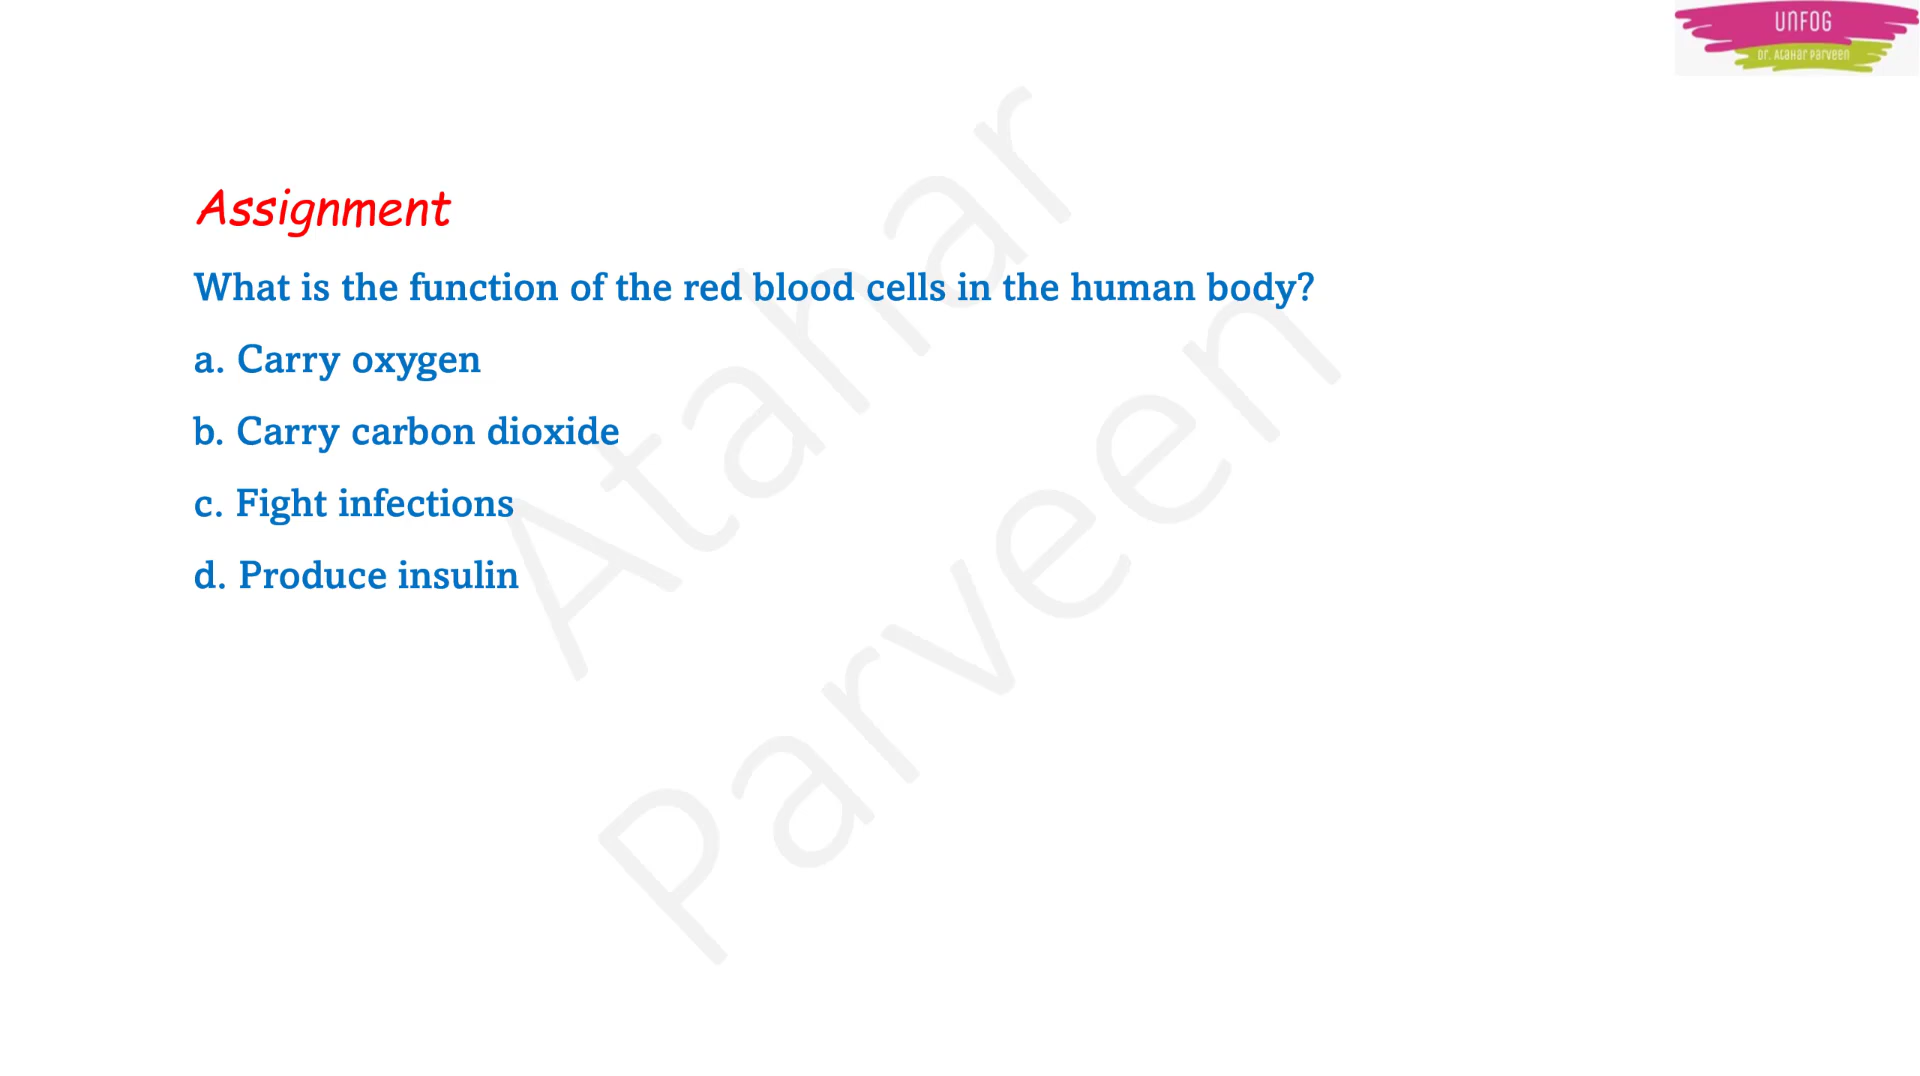 UNFOG
Dr. Atahar Parveen
Assignment
What is the function of the red blood cells in the human body?
a. Carry oxygen
b. Carry carbon dioxide
c. Fight infections
d. Produce insulin
Atahar
Parveen